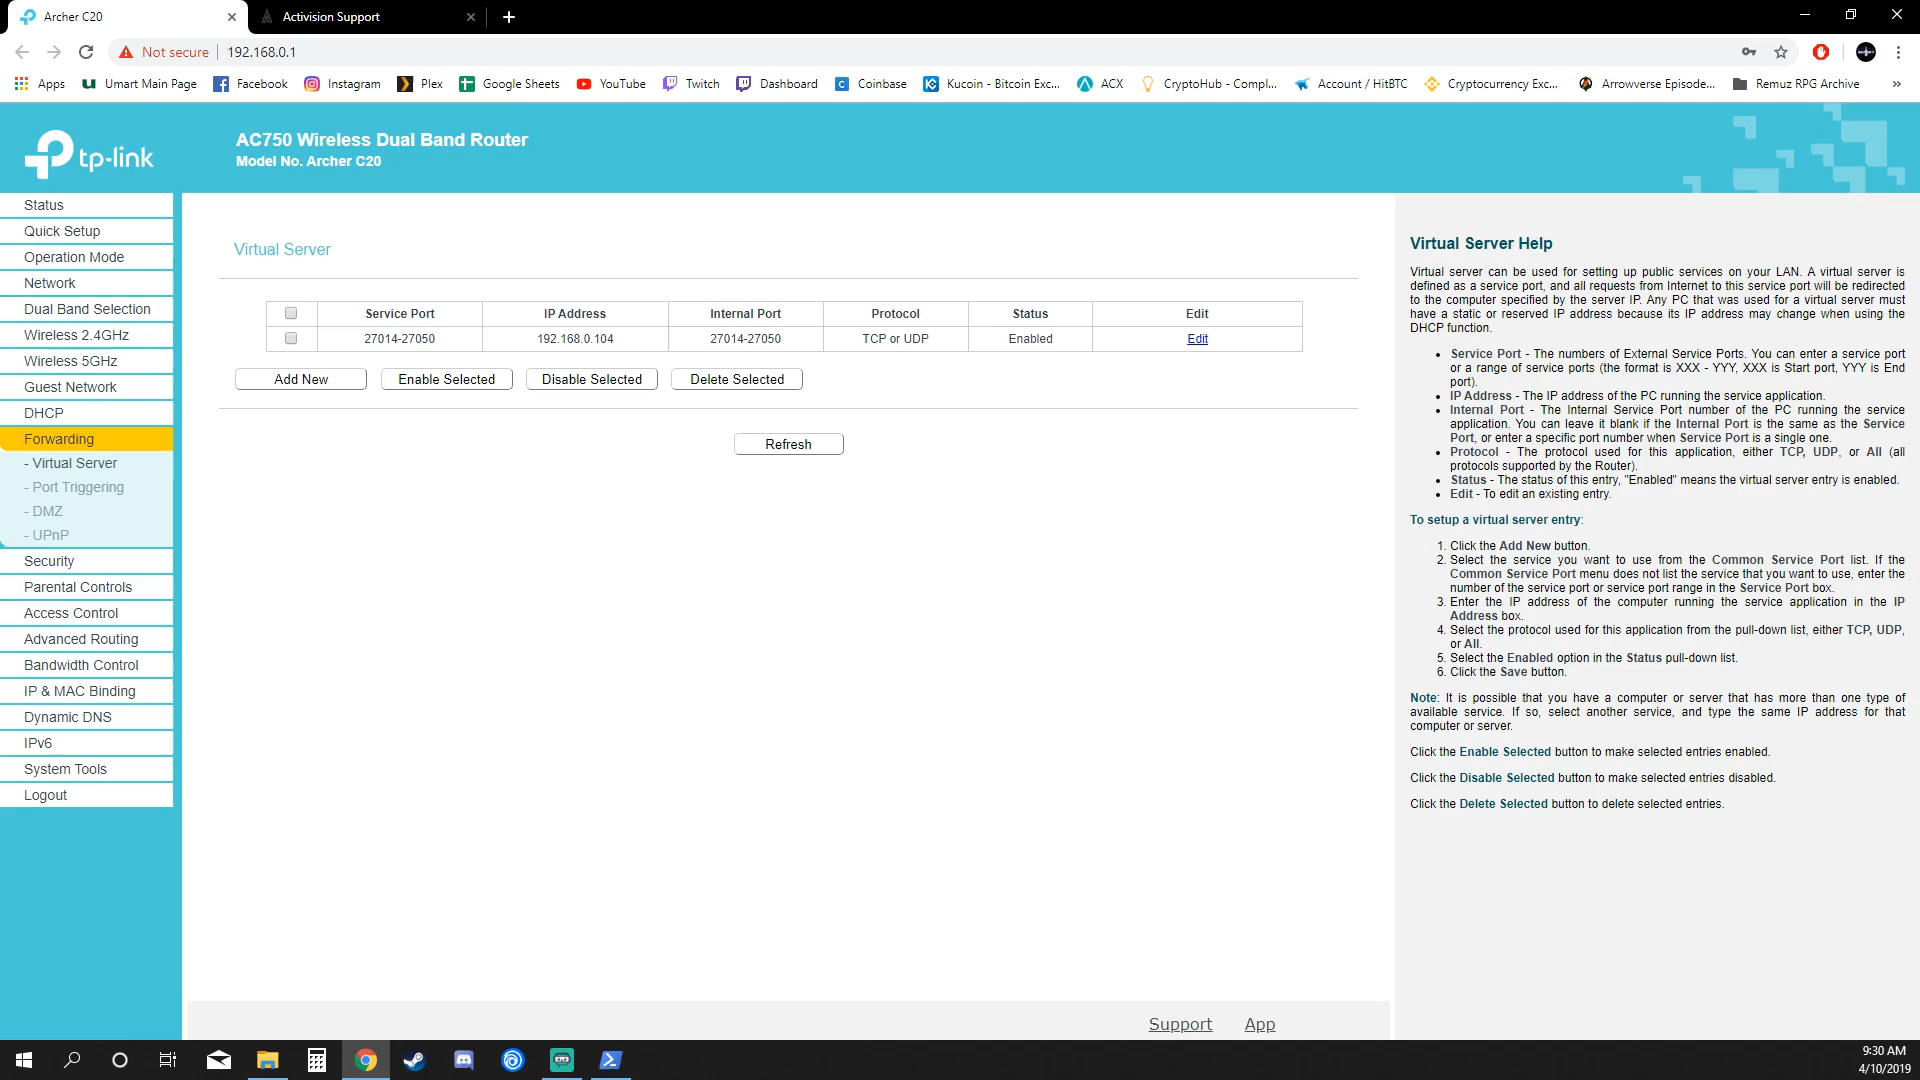 Archer C20
Activision Support
Not secure
192.168.0.1
Apps
Umart Main Page
Facebook
Instagram
Plex
Google Sheets
YouTube
Twitch
Dashboard
Coinbase
Kucoin - Bitcoin Exc...
ACX
CryptoHub - Compl...
Account / HitBTC
Cryptocurrency Exc...
Arrowverse Episode...
Remuz RPG Archive
»
tp-link
AC750 Wireless Dual Band Router
Model No. Archer C20
Status
Quick Setup
Operation Mode
Network
Dual Band Selection
Wireless 2.4GHz
Wireless 5GHz
Guest Network
DHCP
Forwarding
- Virtual Server
- Port Triggering
- DMZ
- UPnP
Security
Parental Controls
Access Control
Advanced Routing
Bandwidth Control
IP & MAC Binding
Dynamic DNS
IPv6
System Tools
Logout
Virtual Server
Service Port IP Address Internal Port Protocol Status Edit
27014-27050 192.168.0.104 27014-27050 TCP or UDP Enabled Edit
Add New Enable Selected Disable Selected Delete Selected
Refresh
Support App
Virtual Server Help
Virtual server can be used for setting up public services on your LAN. A virtual server is
defined as a service port, and all requests from Internet to this service port will be redirected
to the computer specified by the server IP. Any PC that was used for a virtual server must
have a static or reserved IP address because its IP address may change when using the
DHCP function.
• Service Port - The numbers of External Service Ports. You can enter a service port
or a range of service ports (the format is XXX - YYY, XXX is Start port, YYY is End
port).
• IP Address - The IP address of the PC running the service application.
• Internal Port - The Internal Service Port number of the PC running the service
application. You can leave it blank if the Internal Port is the same as the Service
Port, or enter a specific port number when Service Port is a single one.
• Protocol - The protocol used for this application, either TCP, UDP, or All (all
protocols supported by the Router).
• Status - The status of this entry, "Enabled" means the virtual server entry is enabled.
• Edit - To edit an existing entry.
To setup a virtual server entry:
1. Click the Add New button.
2. Select the service you want to use from the Common Service Port list. If the
Common Service Port menu does not list the service that you want to use, enter the
number of the service port or service port range in the Service Port box.
3. Enter the IP address of the computer running the service application in the IP
Address box.
4. Select the protocol used for this application from the pull-down list, either TCP, UDP,
or All.
5. Select the Enabled option in the Status pull-down list.
6. Click the Save button.
Note: It is possible that you have a computer or server that has more than one type of
available service. If so, select another service, and type the same IP address for that
computer or server.
Click the Enable Selected button to make selected entries enabled.
Click the Disable Selected button to make selected entries disabled.
Click the Delete Selected button to delete selected entries.
9:30 AM
4/10/2019